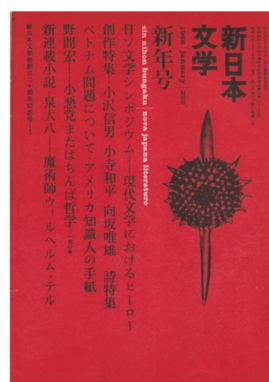 新日本文学
新年号
sin nihon bungaku | nova japana literaturo
日ソ文学シンポジウム──現代文学におけるヒーロー
創作特集──小沢信男 小寺和平 向坂唯雄 詩特集
ベトナム問題について アメリカ知識人の手紙
野間宏──小悪党またはちんば哲学
新連載小説 泉大八──魔術師ウィルヘルム・テル